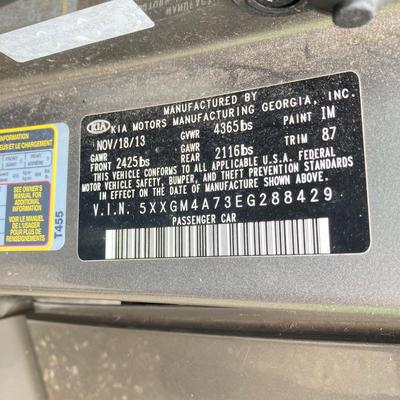 MANUFACTURED BY
KIA KIA MOTORS MANUFACTURING GEORGIA, INC.
NOV/18/13 GVWR 4365lbs PAINT IM
GAWR FRONT 2425lbs GAWR REAR 2116lbs TRIM 87
THIS VEHICLE CONFORMS TO ALL APPLICABLE U.S.A. FEDERAL
MOTOR VEHICLE SAFETY, BUMPER, AND THEFT PREVENTION STANDARDS
IN EFFECT ON THE DATE OF MANUFACTURE SHOWN ABOVE.
V.I.N. 5XXGM4A73EG288429
PASSENGER CAR
INFORMATION
EUX ET LE CHARGEMENT
SEE OWNER'S
MANUAL FOR
ADDITIONAL
INFORMATION
VOIR LE MANUEL
DE L'USAGER
POUR PLUS DE
RENSEIGNEMENTS
T455